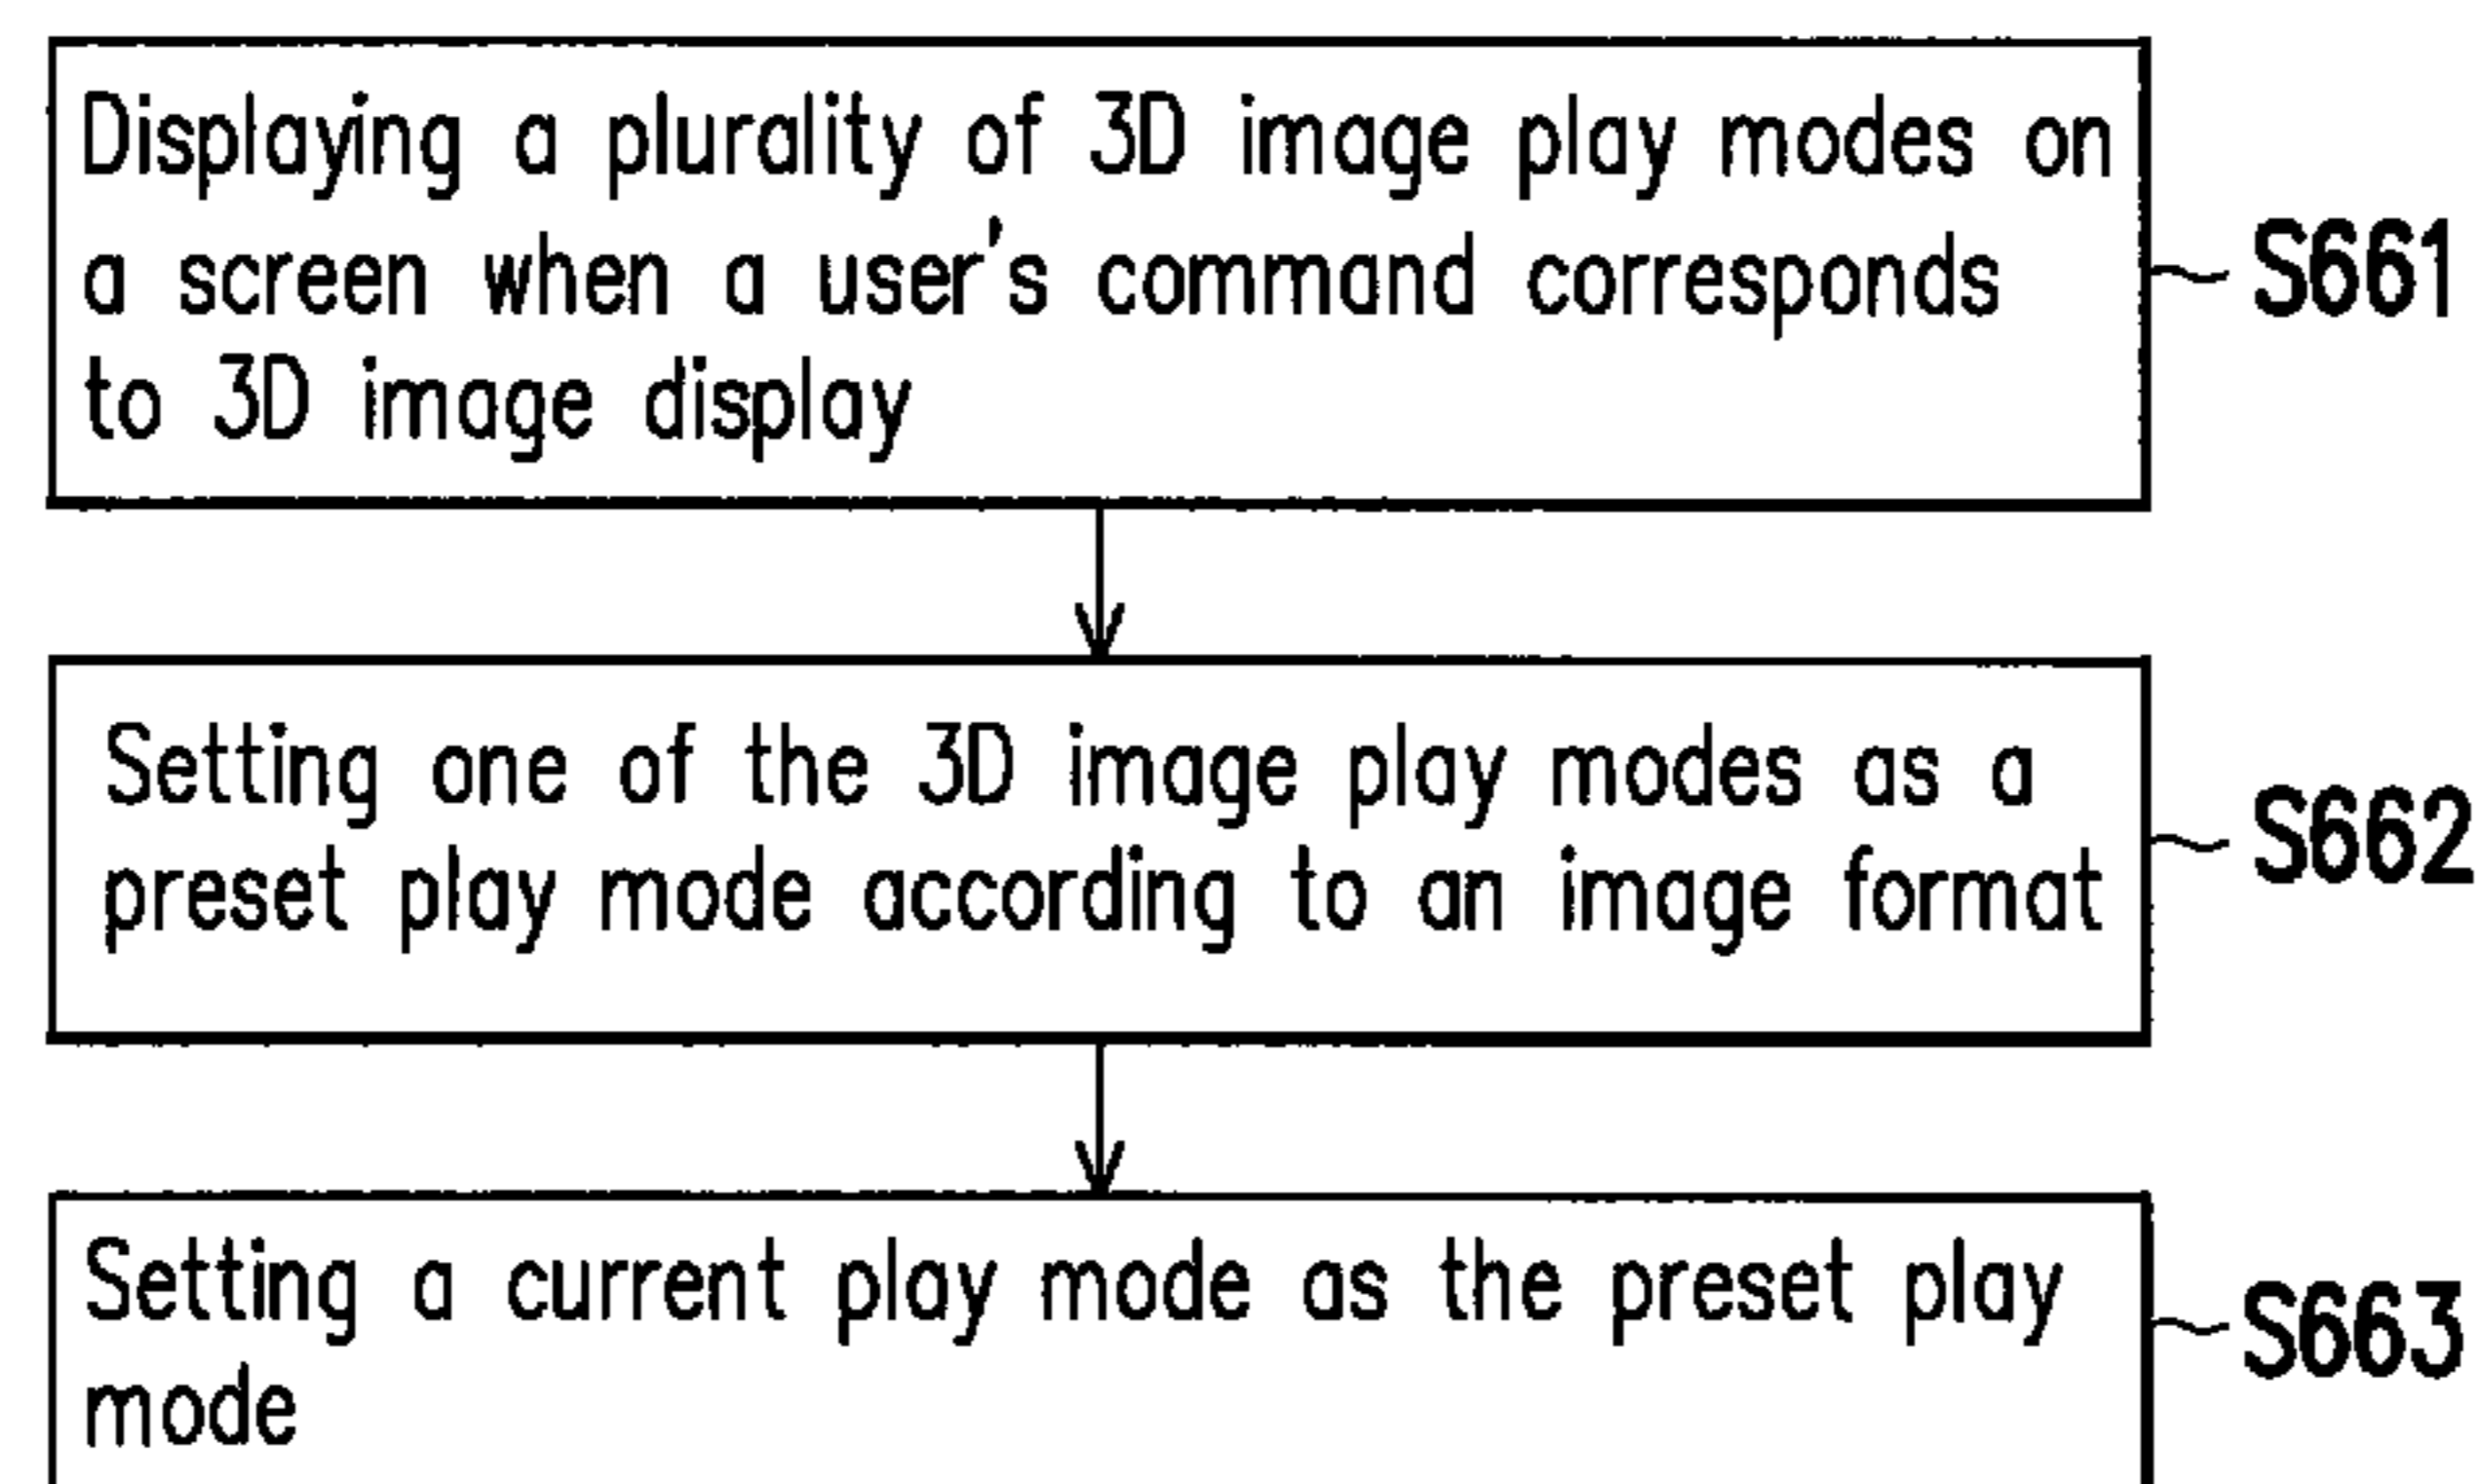 Displaying a plurality of 3D image play modes on
a screen when a user's command corresponds
to 3D image display
S661
Setting one of the 3D image play modes as a
preset play mode according to an image format
S662
Setting a current play mode as the preset play
mode
S663